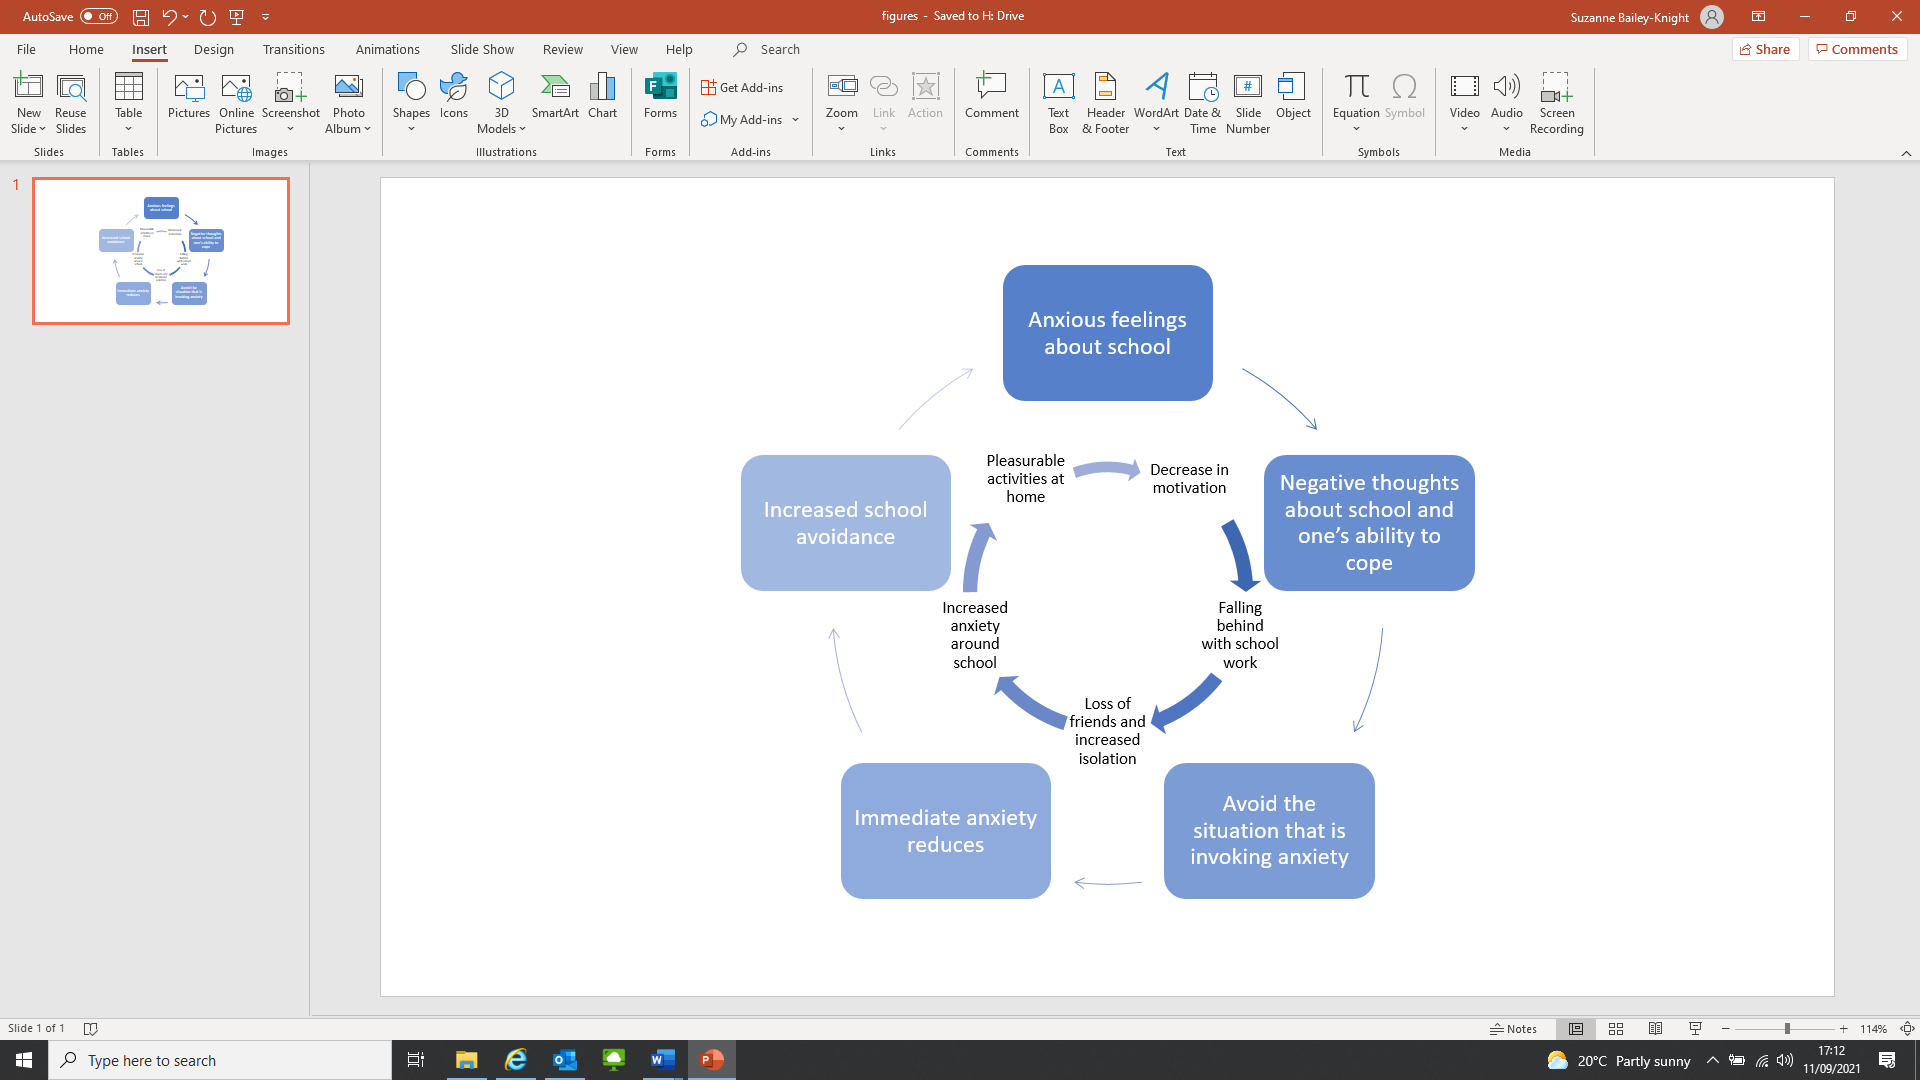 AutoSave Off
figures - Saved to H: Drive
Suzanne Bailey-Knight
File Home Insert Design Transitions Animations Slide Show Review View Help Search
Share Comments
New Slide
Reuse Slides
Table
Pictures
Online Pictures
Screenshot
Photo Album
Shapes
Icons
3D Models
SmartArt
Chart
Forms
Get Add-ins
My Add-ins
Zoom
Link
Action
Comment
Text Box
Header & Footer
WordArt
Date & Time
Slide Number
Object
Equation
Symbol
Video
Audio
Screen Recording
Slides Tables Images Illustrations Forms Add-ins Links Comments Text Symbols Media
1
Anxious feelings
about school
Negative thoughts
about school and
one's ability to
cope
Avoid the
situation that is
invoking anxiety
Immediate anxiety
reduces
Increased school
avoidance
Pleasurable
activities at
home
Decrease in
motivation
Falling
behind
with school
work
Loss of
friends and
increased
isolation
Increased
anxiety
around
school
Slide 1 of 1
Notes
114%
Type here to search
20°C Partly sunny
17:12
11/09/2021